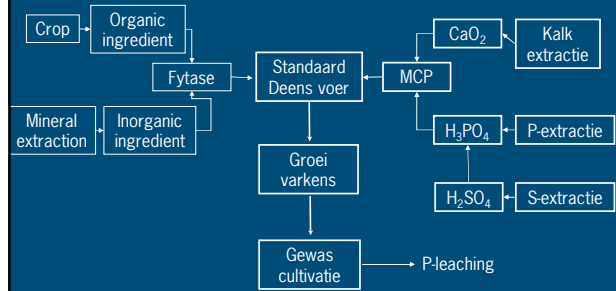 Crop
Organic
ingredient
Fytase
Mineral
extraction
Inorganic
ingredient
Standaard
Deens voer
MCP
CaO₂
Kalk
extractie
H₃PO₄
P-extractie
H₂SO₄
S-extractie
Groei
varkens
Gewas
cultivatie
P-leaching